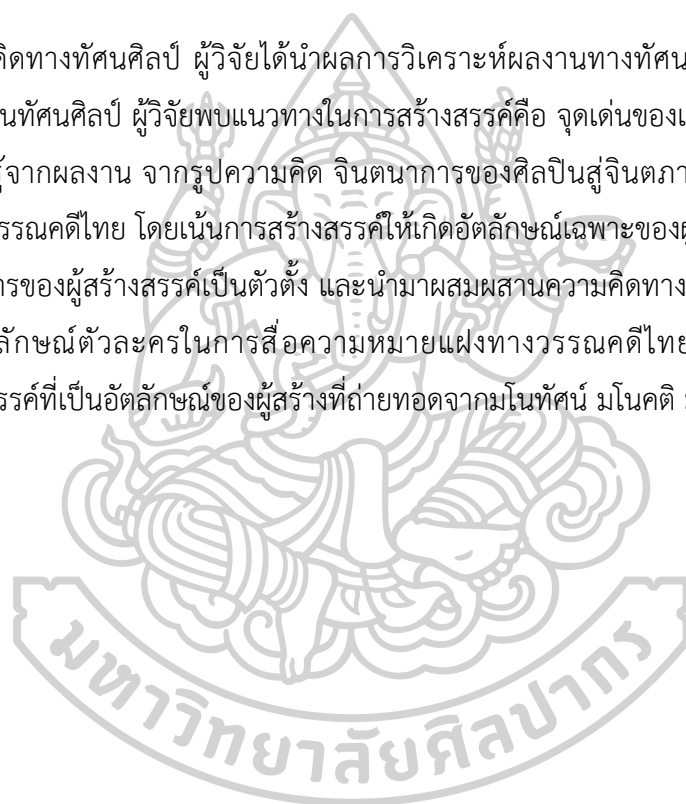 คิดทางทัศนศิลป์ ผู้วิจัยได้นำผลการวิเคราะห์ผลงานทางทัศน
นทัศนศิลป์ ผู้วิจัยพบแนวทางในการสร้างสรรค์คือ จุดเด่นของเ
รู้จากผลงาน จากรูปความคิด จินตนาการของศิลปินสู่จินตภา
รรณคดีไทย โดยเน้นการสร้างสรรค์ให้เกิดอัตลักษณ์เฉพาะของผ
ารของผู้สร้างสรรค์เป็นตัวตั้ง และนำมาผสมผสานความคิดทาง
ลักษณ์ตัวละครในการสื่อความหมายแฝงทางวรรณคดีไทย
รรค์ที่เป็นอัตลักษณ์ของผู้สร้างที่ถ่ายทอดจากมโนทัศน์ มโนคติ
มหาวิทยาลัยศิลปากร